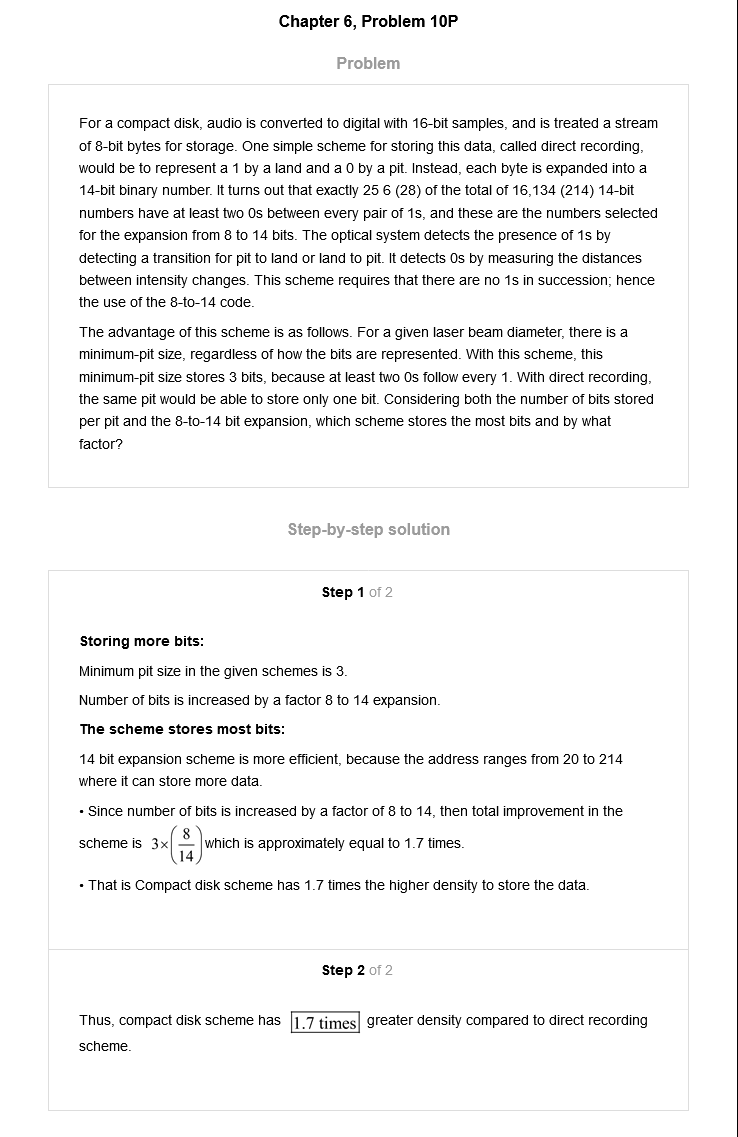 Chapter 6, Problem 10P
Problem
For a compact disk, audio is converted to digital with 16-bit samples, and is treated a stream
of 8-bit bytes for storage. One simple scheme for storing this data, called direct recording,
would be to represent a 1 by a land and a 0 by a pit. Instead, each byte is expanded into a
14-bit binary number. It turns out that exactly 25 6 (28) of the total of 16,134 (214) 14-bit
numbers have at least two 0s between every pair of 1s, and these are the numbers selected
for the expansion from 8 to 14 bits. The optical system detects the presence of 1s by
detecting a transition for pit to land or land to pit. It detects 0s by measuring the distances
between intensity changes. This scheme requires that there are no 1s in succession; hence
the use of the 8-to-14 code.
The advantage of this scheme is as follows. For a given laser beam diameter, there is a
minimum-pit size, regardless of how the bits are represented. With this scheme, this
minimum-pit size stores 3 bits, because at least two 0s follow every 1. With direct recording,
the same pit would be able to store only one bit. Considering both the number of bits stored
per pit and the 8-to-14 bit expansion, which scheme stores the most bits and by what
factor?
Step-by-step solution
Step 1 of 2
Storing more bits:
Minimum pit size in the given schemes is 3.
Number of bits is increased by a factor 8 to 14 expansion.
The scheme stores most bits:
14 bit expansion scheme is more efficient, because the address ranges from 20 to 214
where it can store more data.
• Since number of bits is increased by a factor of 8 to 14, then total improvement in the
scheme is 3×(8/14) which is approximately equal to 1.7 times.
• That is Compact disk scheme has 1.7 times the higher density to store the data.
Step 2 of 2
Thus, compact disk scheme has 1.7 times greater density compared to direct recording
scheme.